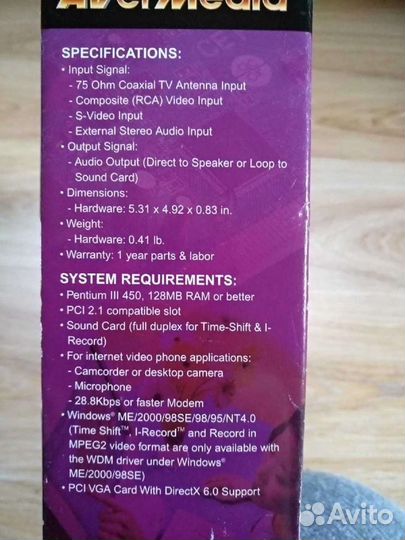 AVerMedia
SPECIFICATIONS:
• Input Signal:
- 75 Ohm Coaxial TV Antenna Input
- Composite (RCA) Video Input
- S-Video Input
- External Stereo Audio Input
• Output Signal:
- Audio Output (Direct to Speaker or Loop to
Sound Card)
• Dimensions:
- Hardware: 5.31 x 4.92 x 0.83 in.
• Weight:
- Hardware: 0.41 lb.
• Warranty: 1 year parts & labor
SYSTEM REQUIREMENTS:
• Pentium III 450, 128MB RAM or better
• PCI 2.1 compatible slot
• Sound Card (full duplex for Time-Shift & I-
Record)
• For internet video phone applications:
- Camcorder or desktop camera
- Microphone
- 28.8Kbps or faster Modem
• Windows® ME/2000/98SE/98/95/NT4.0
(Time Shift™, I-Record™ and Record in
MPEG2 video format are only available with
the WDM driver under Windows®
ME/2000/98SE)
• PCI VGA Card With DirectX 6.0 Support
Avito